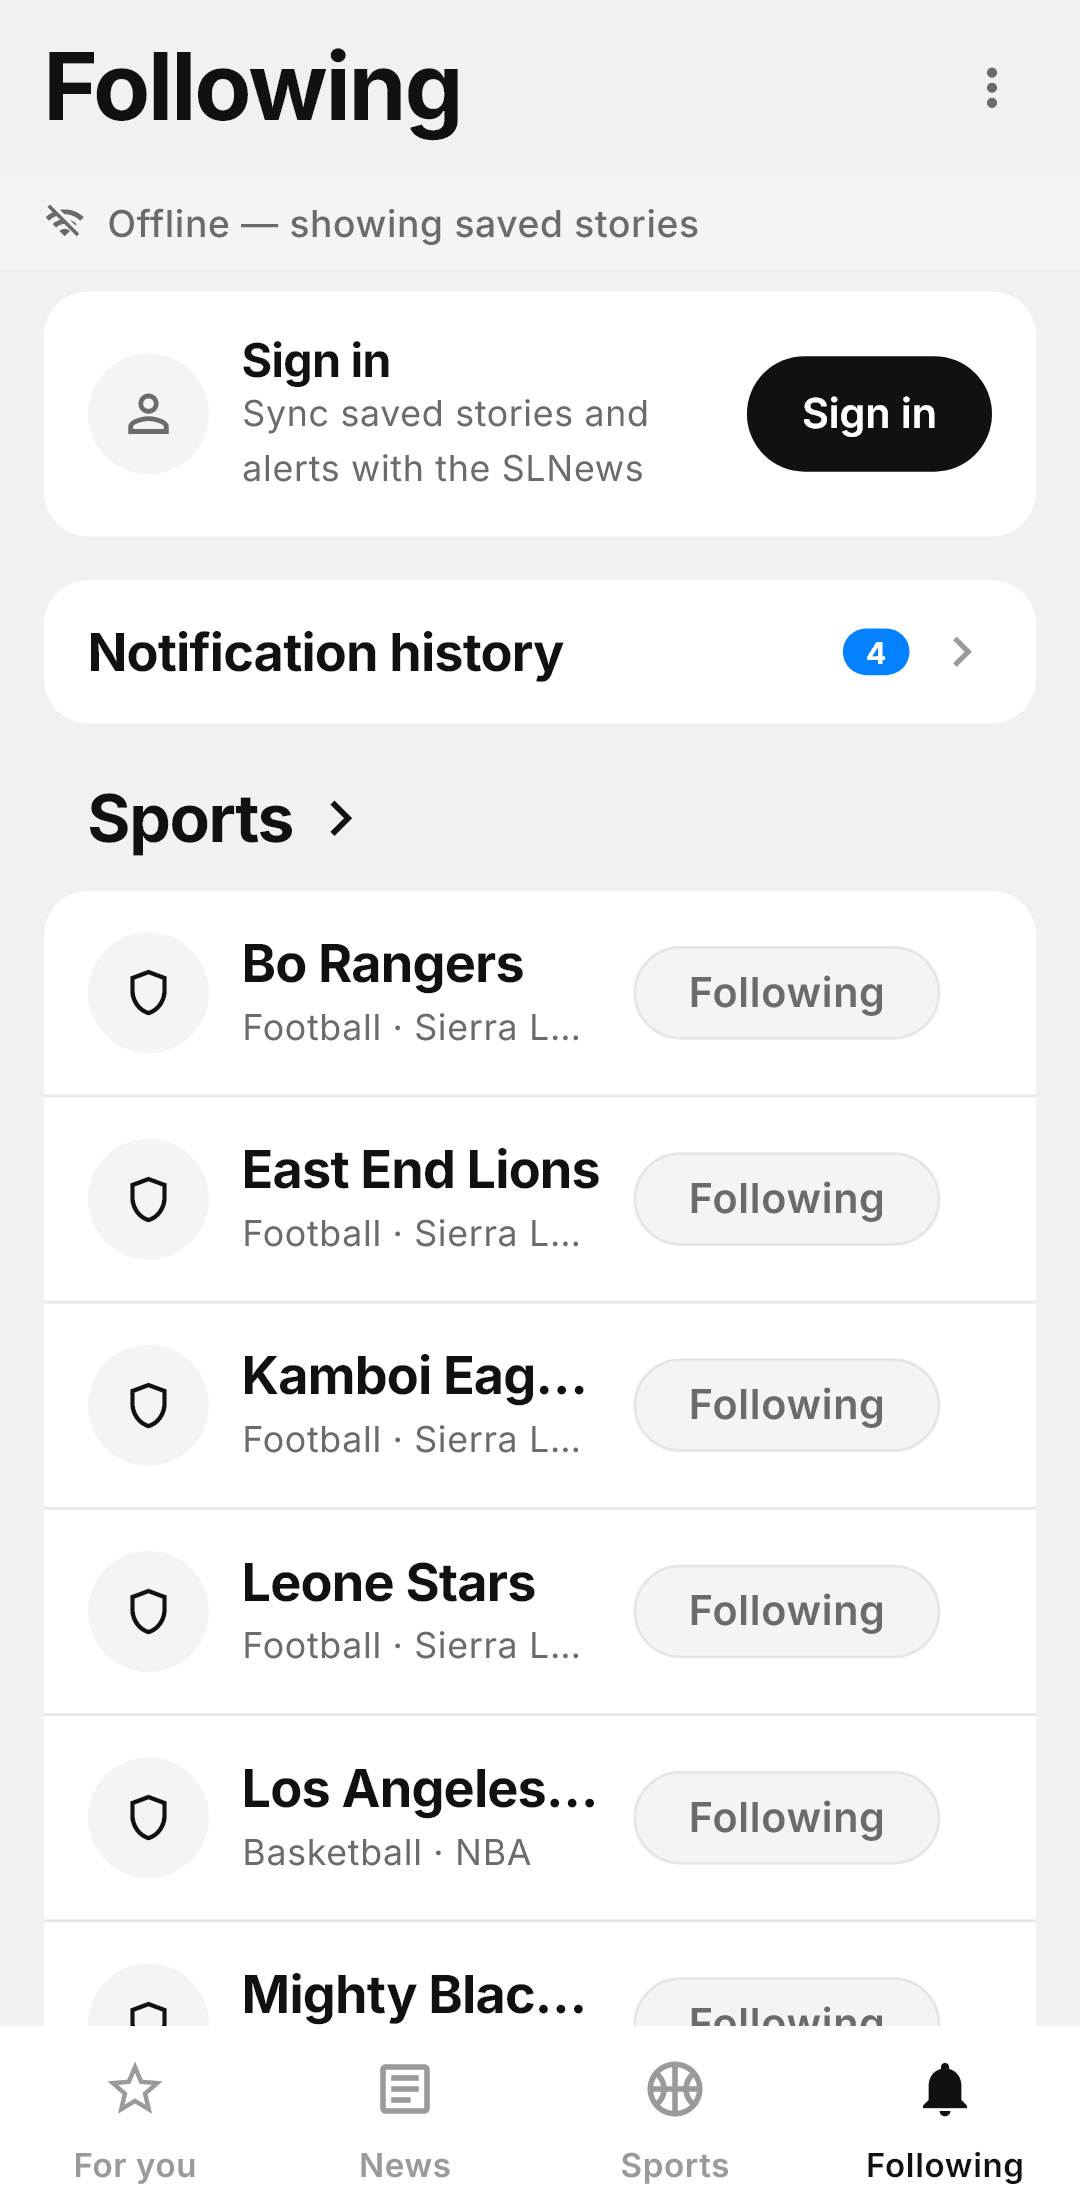 Following
Offline — showing saved stories
Sign in
Sync saved stories and
alerts with the SLNews
Sign in
Notification history
4
Sports
Bo Rangers
Football · Sierra L...
Following
East End Lions
Football · Sierra L...
Following
Kamboi Eag...
Football · Sierra L...
Following
Leone Stars
Football · Sierra L...
Following
Los Angeles...
Basketball · NBA
Following
Mighty Blac...
Following
For you
News
Sports
Following